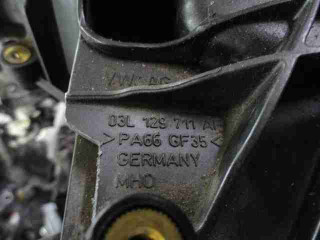 VW AG
03L 129 711 AF
>PA66 GF35<
GERMANY
MHO